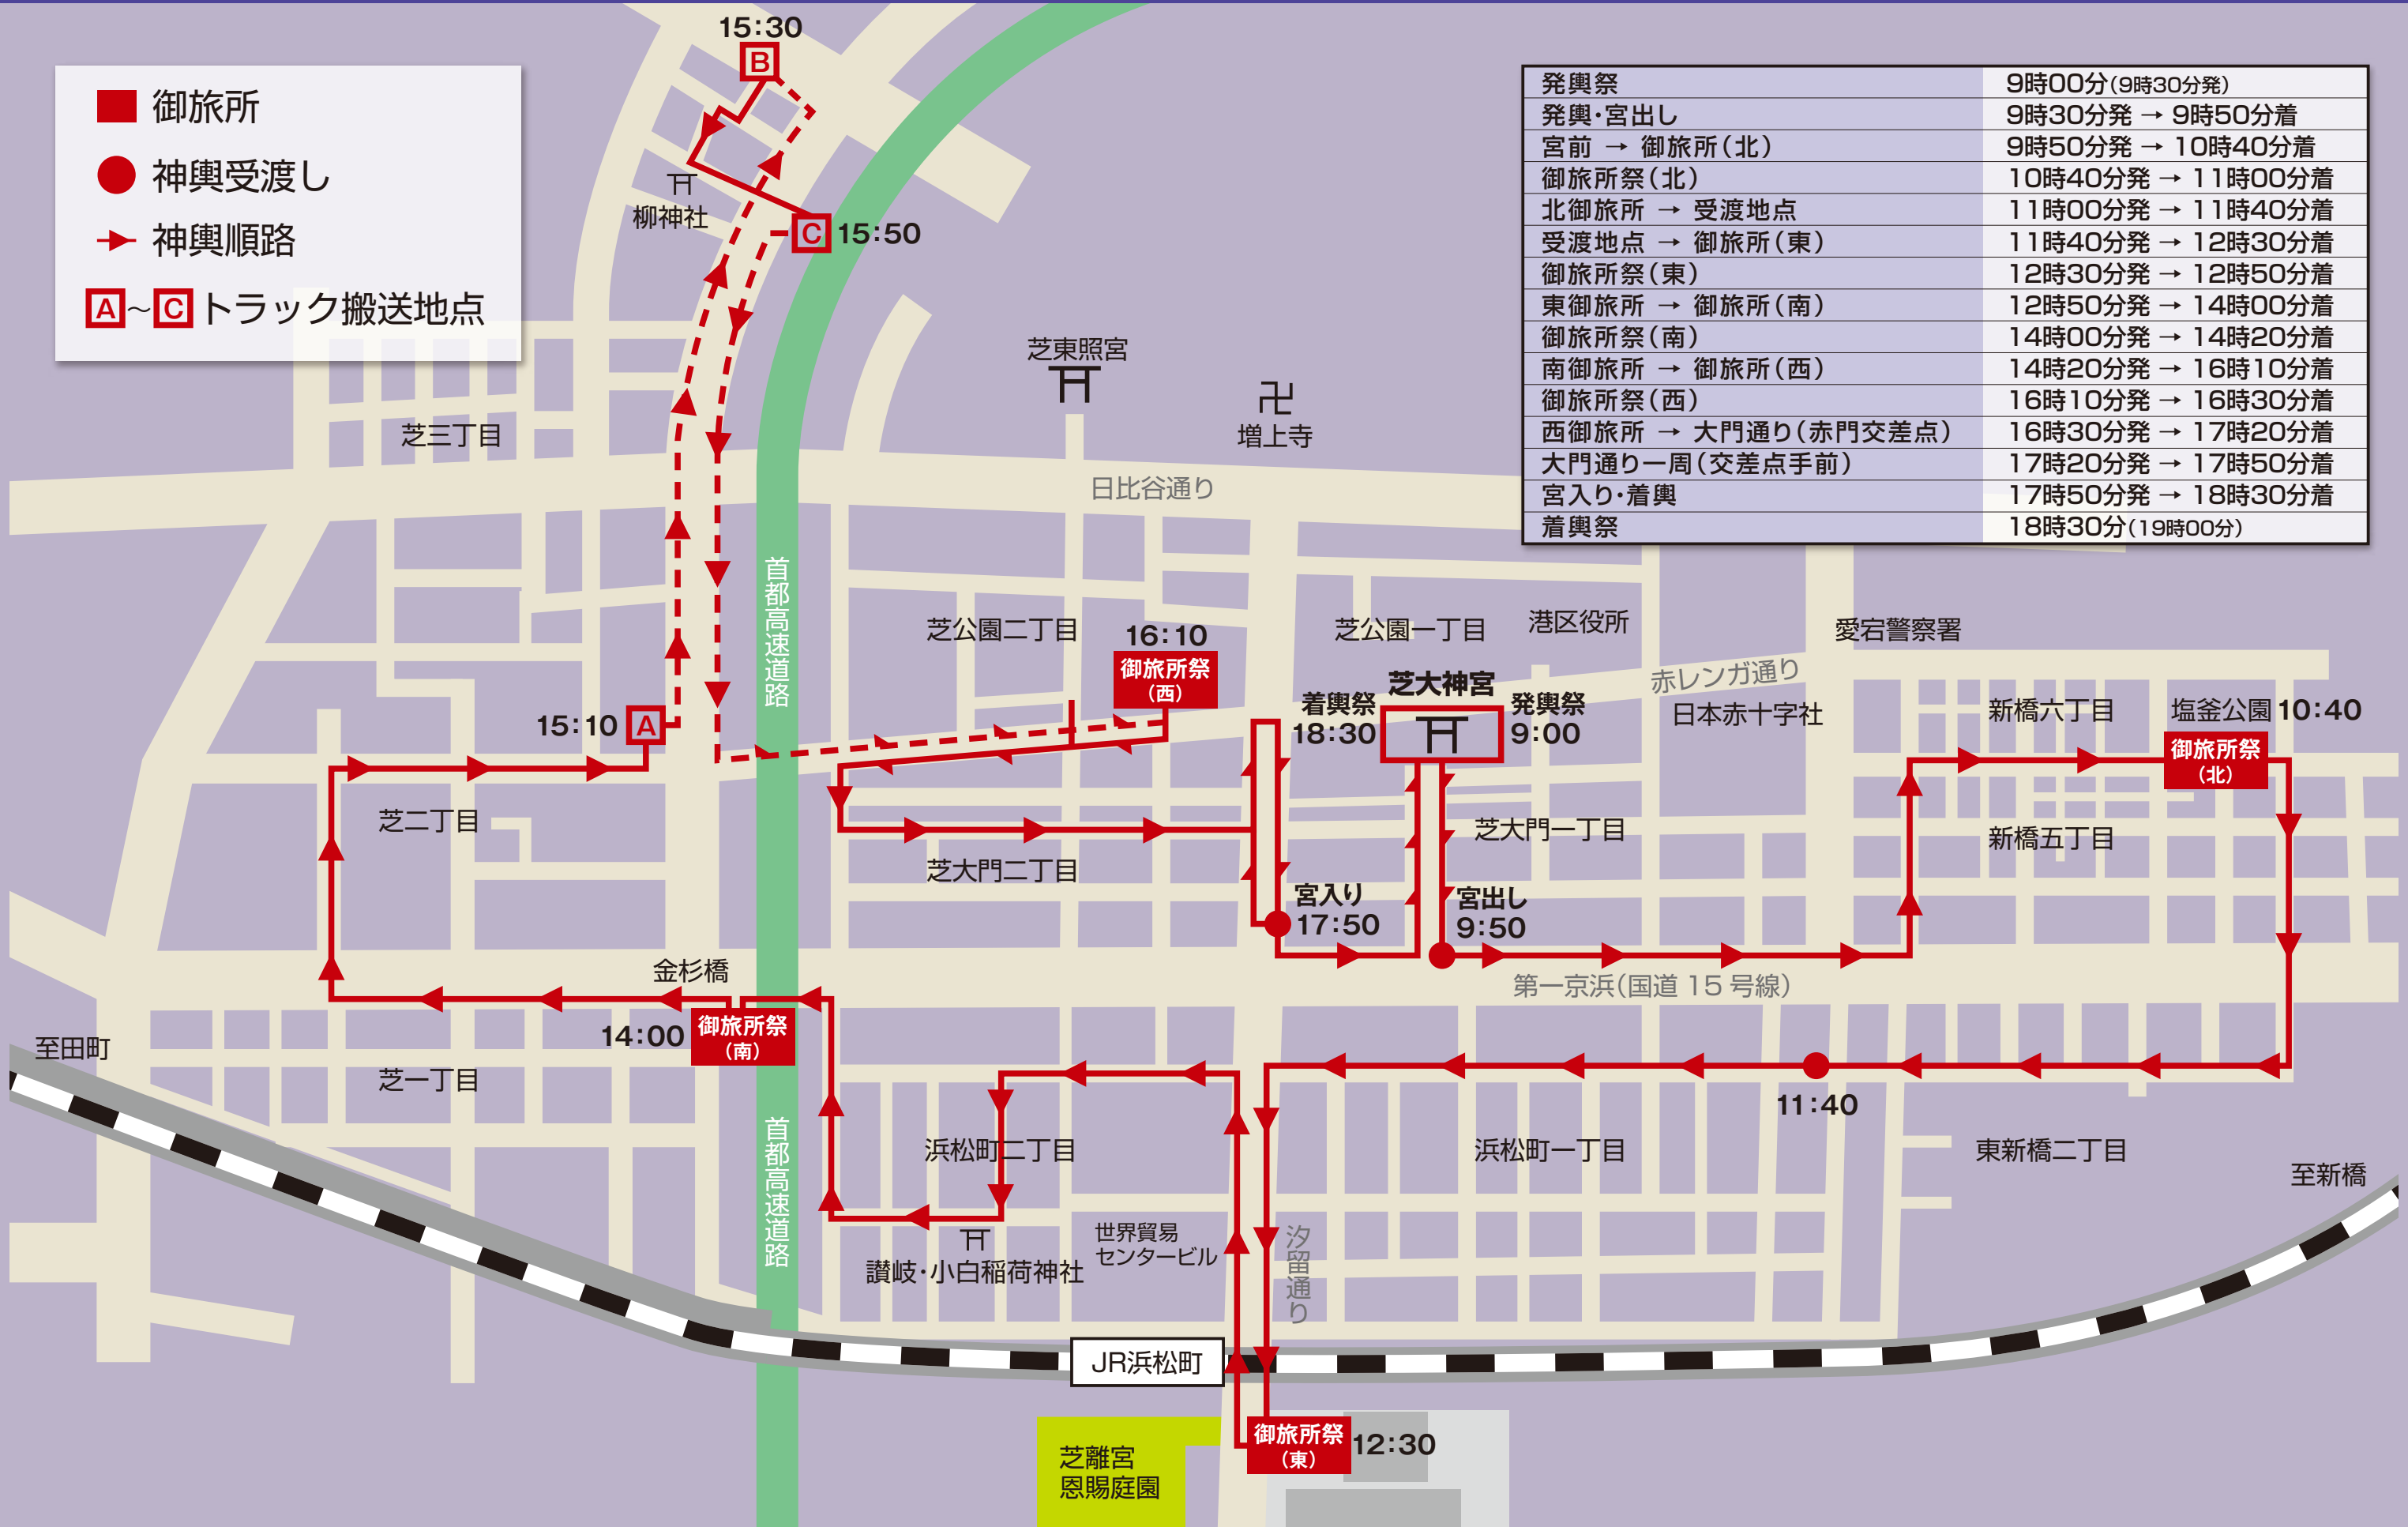 15:30
B
御旅所
神輿受渡し
神輿順路
A～Cトラック搬送地点
柳神社
C 15:50
発輿祭 9時00分(9時30分発)
発輿・宮出し 9時30分発 → 9時50分着
宮前 → 御旅所(北) 9時50分発 → 10時40分着
御旅所祭(北) 10時40分発 → 11時00分着
北御旅所 → 受渡地点 11時00分発 → 11時40分着
受渡地点 → 御旅所(東) 11時40分発 → 12時30分着
御旅所祭(東) 12時30分発 → 12時50分着
東御旅所 → 御旅所(南) 12時50分発 → 14時00分着
御旅所祭(南) 14時00分発 → 14時20分着
南御旅所 → 御旅所(西) 14時20分発 → 16時10分着
御旅所祭(西) 16時10分発 → 16時30分着
西御旅所 → 大門通り(赤門交差点) 16時30分発 → 17時20分着
大門通り一周(交差点手前) 17時20分発 → 17時50分着
宮入り・着輿 17時50分発 → 18時30分着
着輿祭 18時30分(19時00分)
芝東照宮
卍
増上寺
芝三丁目
日比谷通り
首都高速道路
芝公園二丁目
16:10
御旅所祭
(西)
芝公園一丁目
港区役所
愛宕警察署
赤レンガ通り
日本赤十字社
着輿祭
18:30
芝大神宮
発輿祭
9:00
新橋六丁目
塩釜公園 10:40
御旅所祭
(北)
15:10 A
芝二丁目
芝大門二丁目
芝大門一丁目
新橋五丁目
宮入り
17:50
宮出し
9:50
金杉橋
第一京浜(国道 15 号線)
14:00
御旅所祭
(南)
至田町
芝一丁目
11:40
首都高速道路
浜松町二丁目
浜松町一丁目
東新橋二丁目
至新橋
世界貿易
センタービル
讃岐・小白稲荷神社
汐留通り
JR浜松町
御旅所祭
(東)
12:30
芝離宮
恩賜庭園